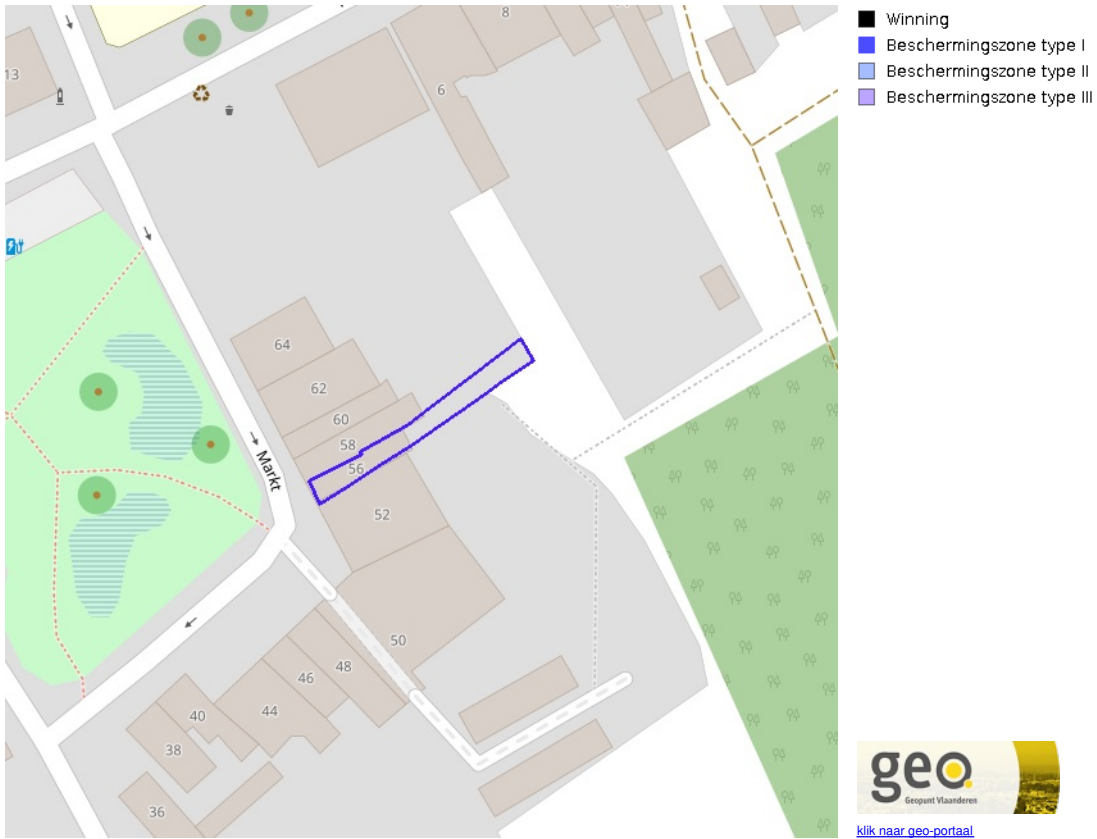 Winning
Beschermingszone type I
Beschermingszone type II
Beschermingszone type III
8
13
6
64
62
60
58
56
Markt
52
50
48
46
44
40
38
36
geo
Geopunt Vlaanderen
klik naar geo-portaal